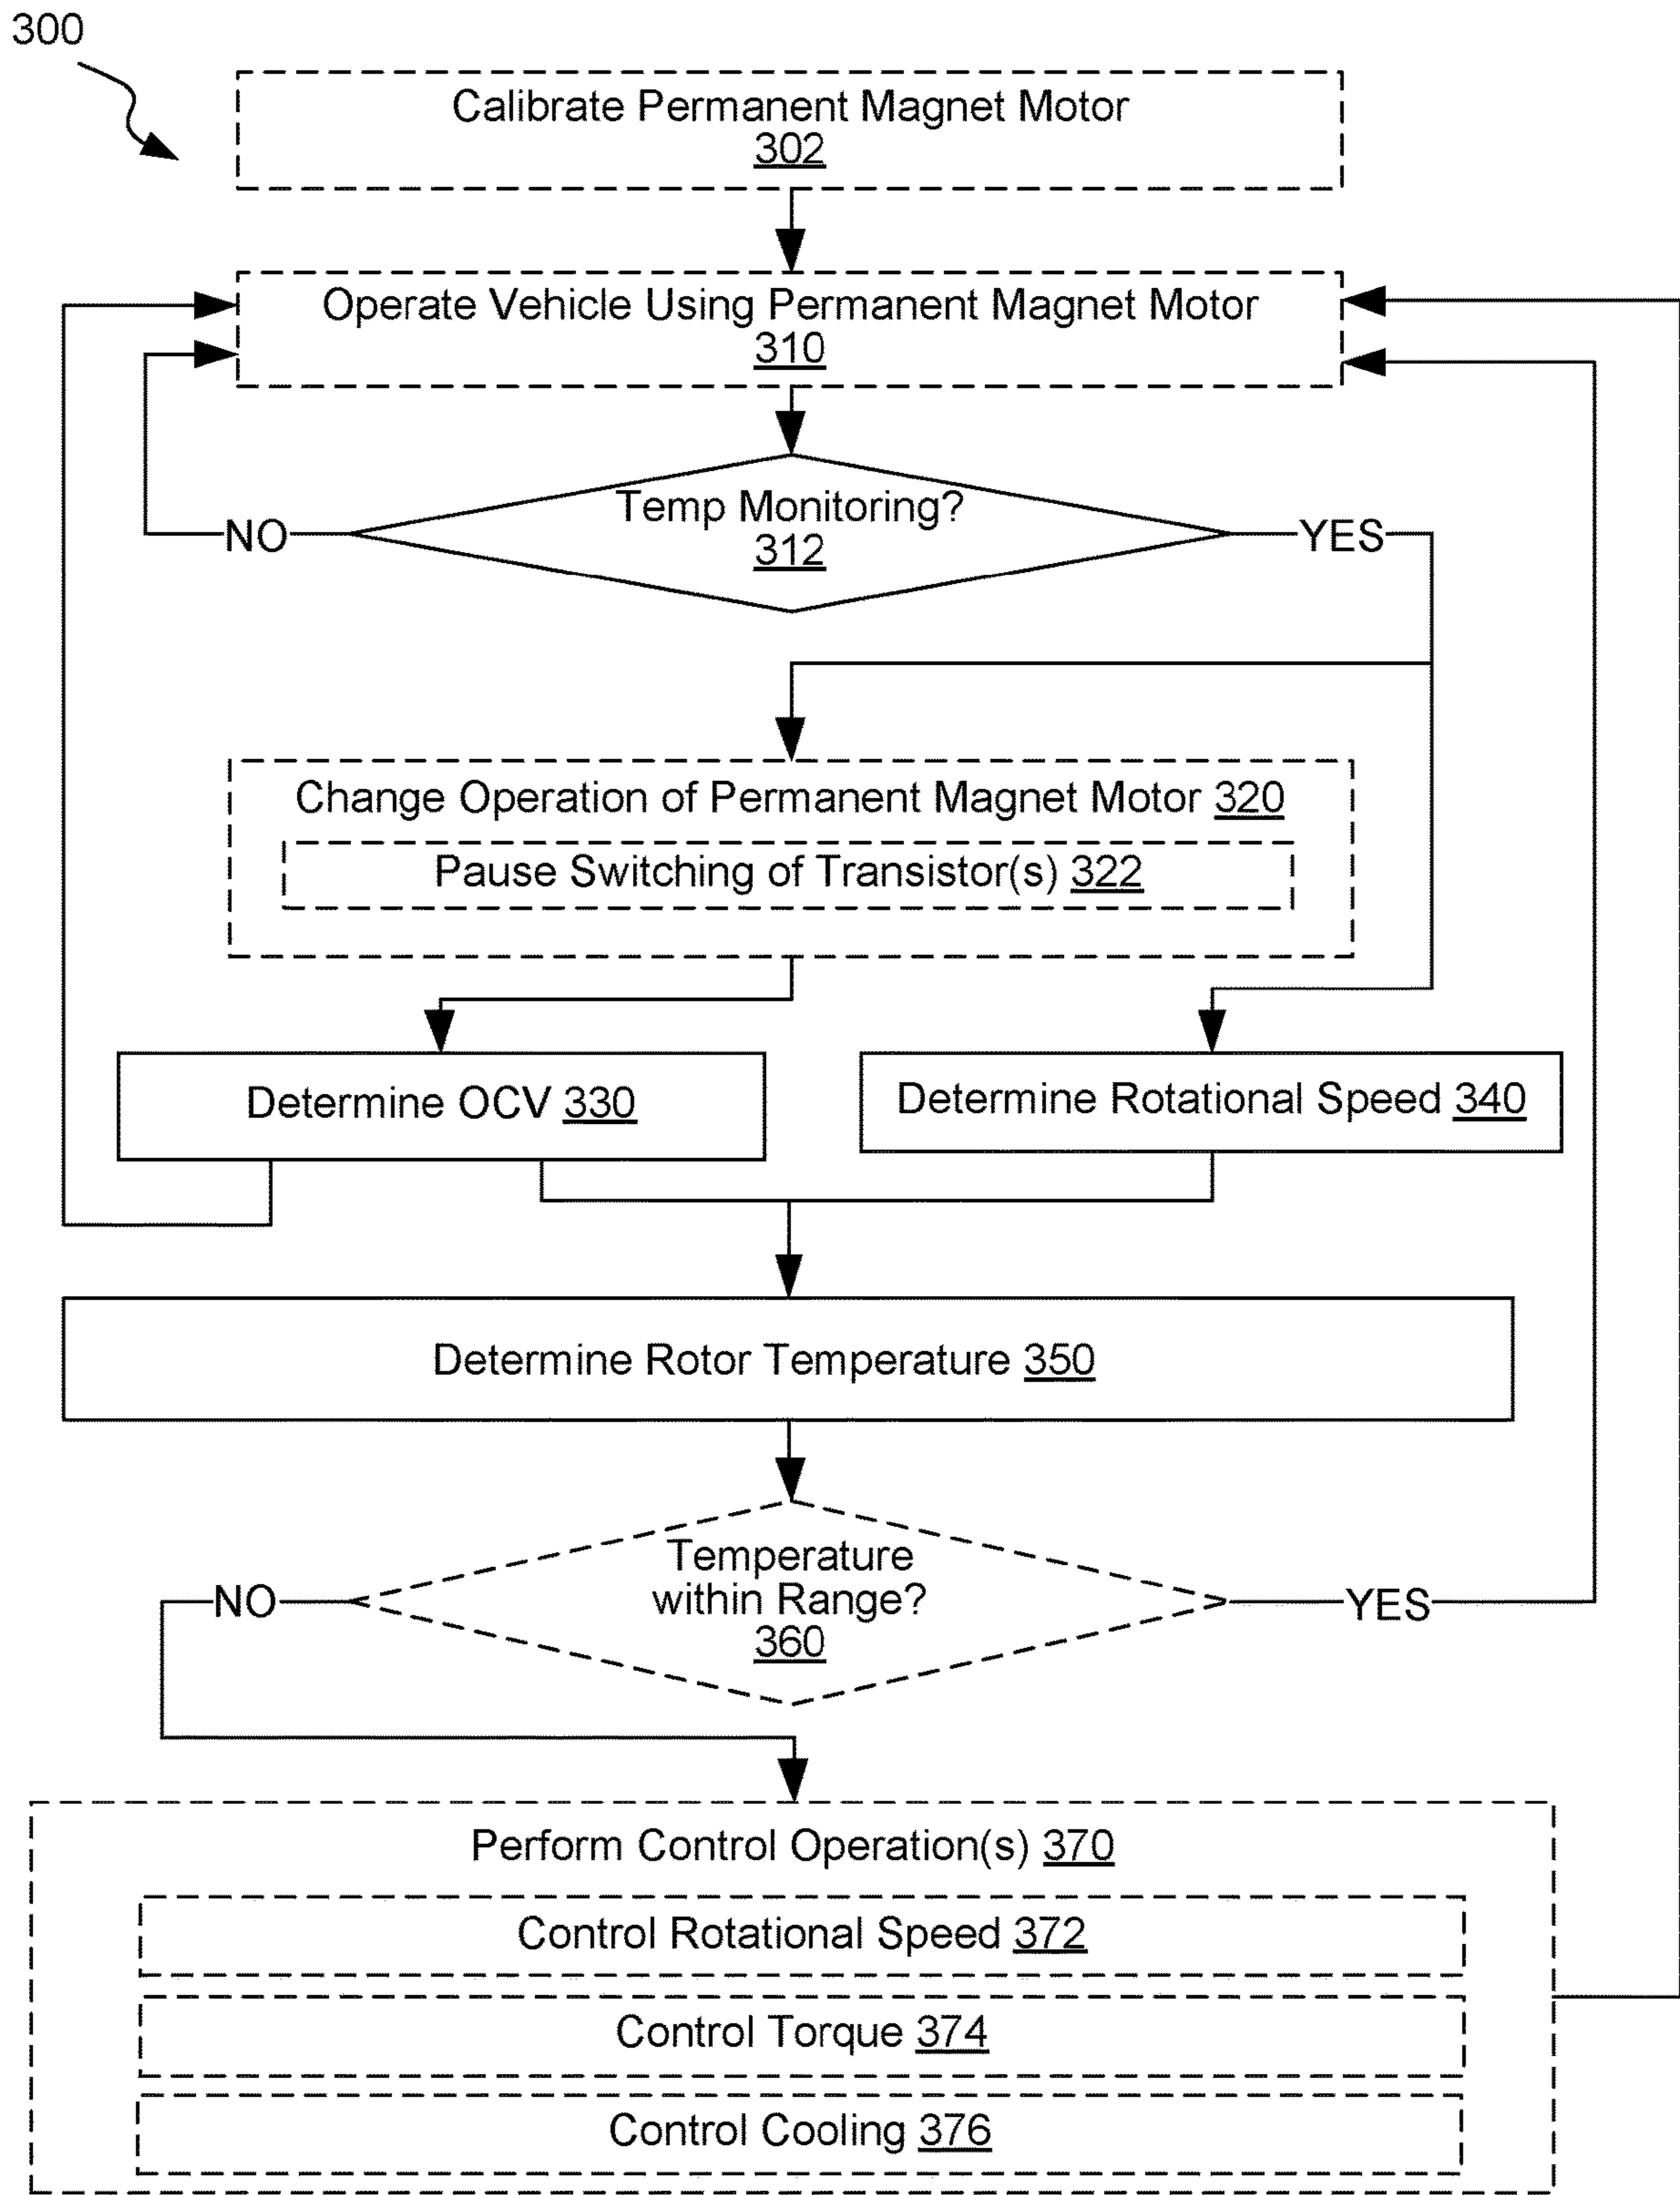 300
Calibrate Permanent Magnet Motor
302
Operate Vehicle Using Permanent Magnet Motor
310
Temp Monitoring?
312
NO
YES
Change Operation of Permanent Magnet Motor 320
Pause Switching of Transistor(s) 322
Determine OCV 330
Determine Rotational Speed 340
Determine Rotor Temperature 350
Temperature
within Range?
360
NO
YES
Perform Control Operation(s) 370
Control Rotational Speed 372
Control Torque 374
Control Cooling 376